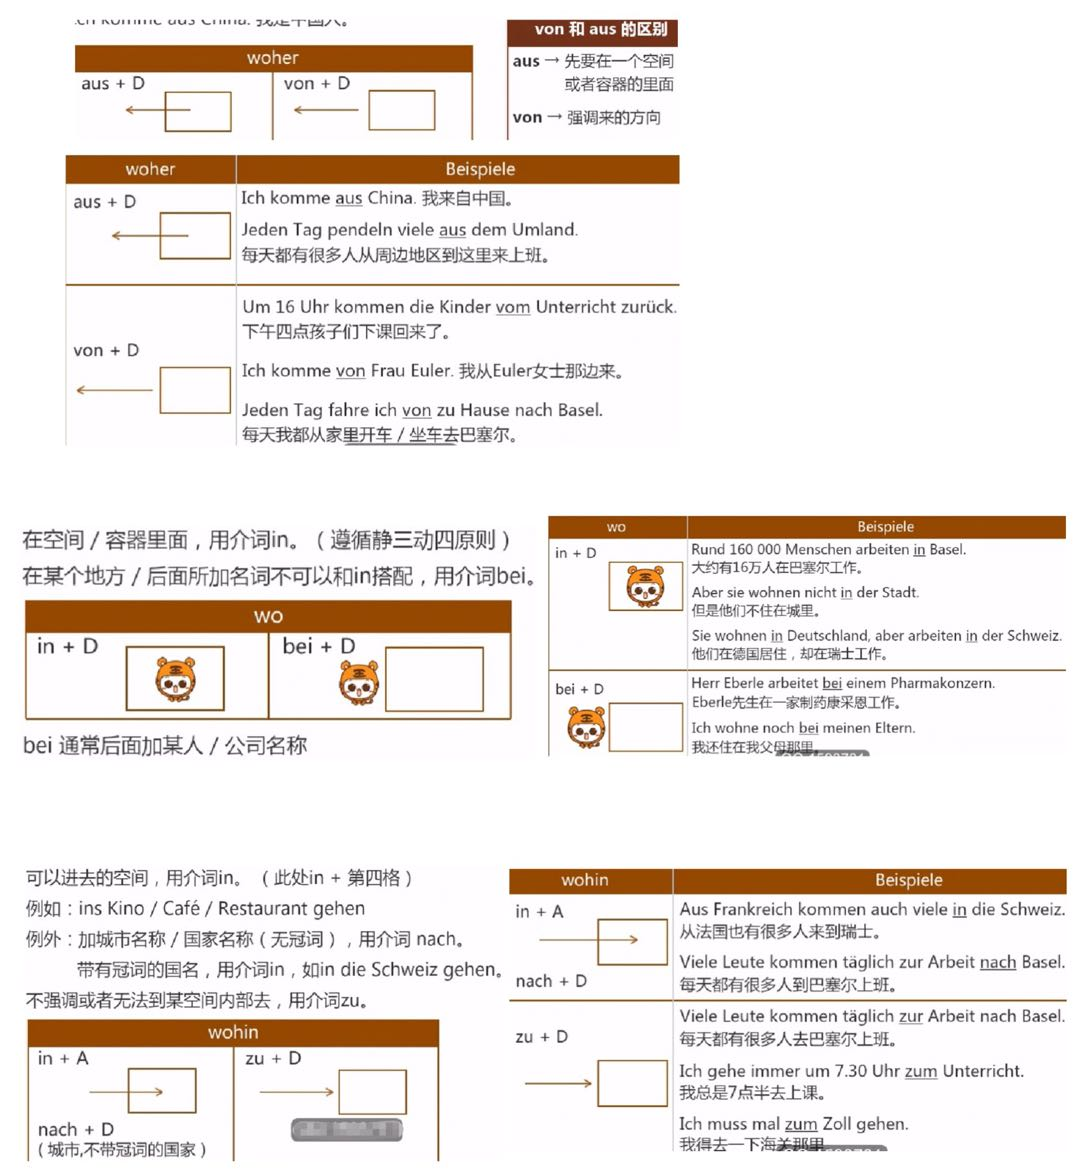 komme aus China. 我是中国人。
von 和 aus 的区别
woher
aus + D
von + D
aus → 先要在一个空间
或者容器的里面
von → 强调来的方向
woher
Beispiele
aus + D
Ich komme aus China. 我来自中国。
Jeden Tag pendeln viele aus dem Umland.
每天都有很多人从周边地区到这里来上班。
von + D
Um 16 Uhr kommen die Kinder vom Unterricht zurück.
下午四点孩子们下课回来了。
Ich komme von Frau Euler. 我从Euler女士那边来。
Jeden Tag fahre ich von zu Hause nach Basel.
每天我都从家里开车 / 坐车去巴塞尔。
在空间 / 容器里面，用介词in。（遵循静三动四原则）
在某个地方 / 后面所加名词不可以和in搭配，用介词bei。
wo
in + D
bei + D
bei 通常后面加某人 / 公司名称
wo
Beispiele
in + D
Rund 160 000 Menschen arbeiten in Basel.
大约有16万人在巴塞尔工作。
Aber sie wohnen nicht in der Stadt.
但是他们不住在城里。
Sie wohnen in Deutschland, aber arbeiten in der Schweiz.
他们在德国居住，却在瑞士工作。
bei + D
Herr Eberle arbeitet bei einem Pharmakonzern.
Eberle先生在一家制药康采恩工作。
Ich wohne noch bei meinen Eltern.
我还住在我父母那里
可以进去的空间，用介词in。（此处in + 第四格）
例如：ins Kino / Café / Restaurant gehen
例外：加城市名称 / 国家名称（无冠词），用介词 nach。
带有冠词的国名，用介词in，如in die Schweiz gehen。
不强调或者无法到某空间内部去，用介词zu。
wohin
in + A
zu + D
nach + D
（城市,不带冠词的国家）
wohin
Beispiele
in + A
Aus Frankreich kommen auch viele in die Schweiz.
从法国也有很多人来到瑞士。
nach + D
Viele Leute kommen täglich zur Arbeit nach Basel.
每天都有很多人到巴塞尔上班。
zu + D
Viele Leute kommen täglich zur Arbeit nach Basel.
每天都有很多人去巴塞尔上班。
Ich gehe immer um 7.30 Uhr zum Unterricht.
我总是7点半去上课。
Ich muss mal zum Zoll gehen.
我得去一下海关那里